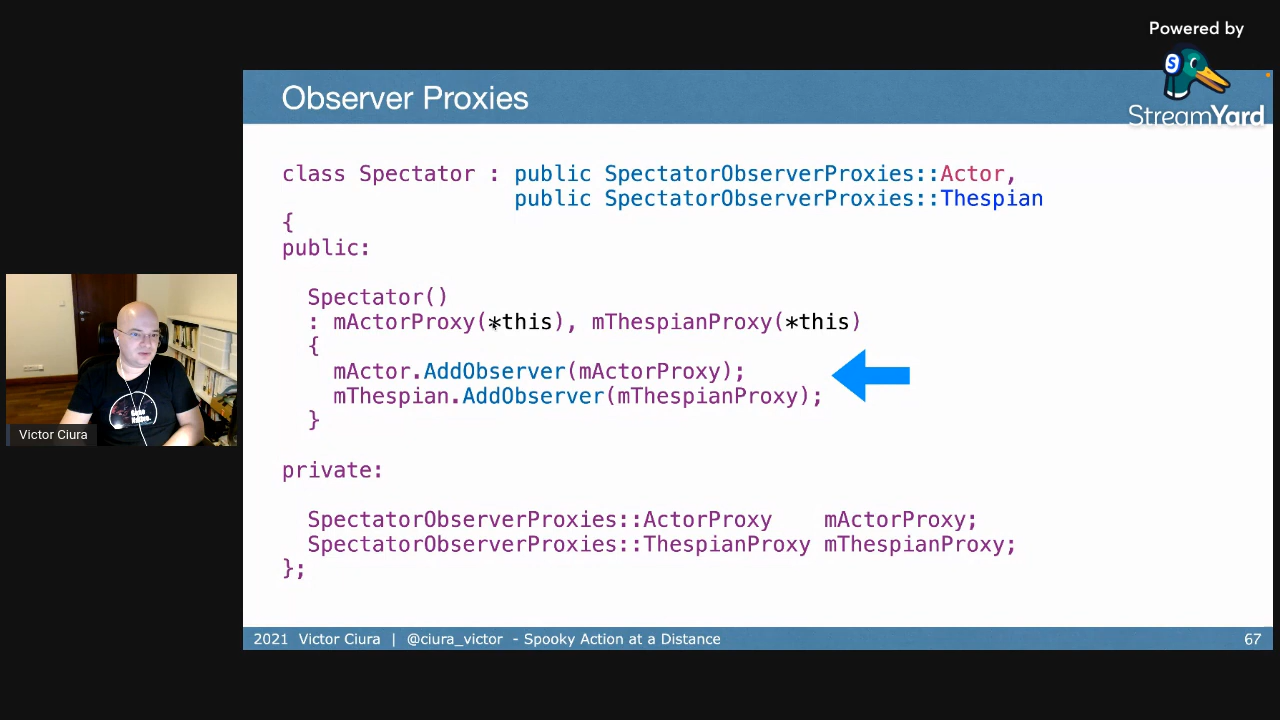 Powered by
StreamYard
Observer Proxies
class Spectator : public SpectatorObserverProxies::Actor,
public SpectatorObserverProxies::Thespian
{
public:
Spectator()
: mActorProxy(*this), mThespianProxy(*this)
{
mActor.AddObserver(mActorProxy);
mThespian.AddObserver(mThespianProxy);
}
private:
SpectatorObserverProxies::ActorProxy mActorProxy;
SpectatorObserverProxies::ThespianProxy mThespianProxy;
};
Victor Ciura
2021 Victor Ciura | @ciura_victor - Spooky Action at a Distance 67